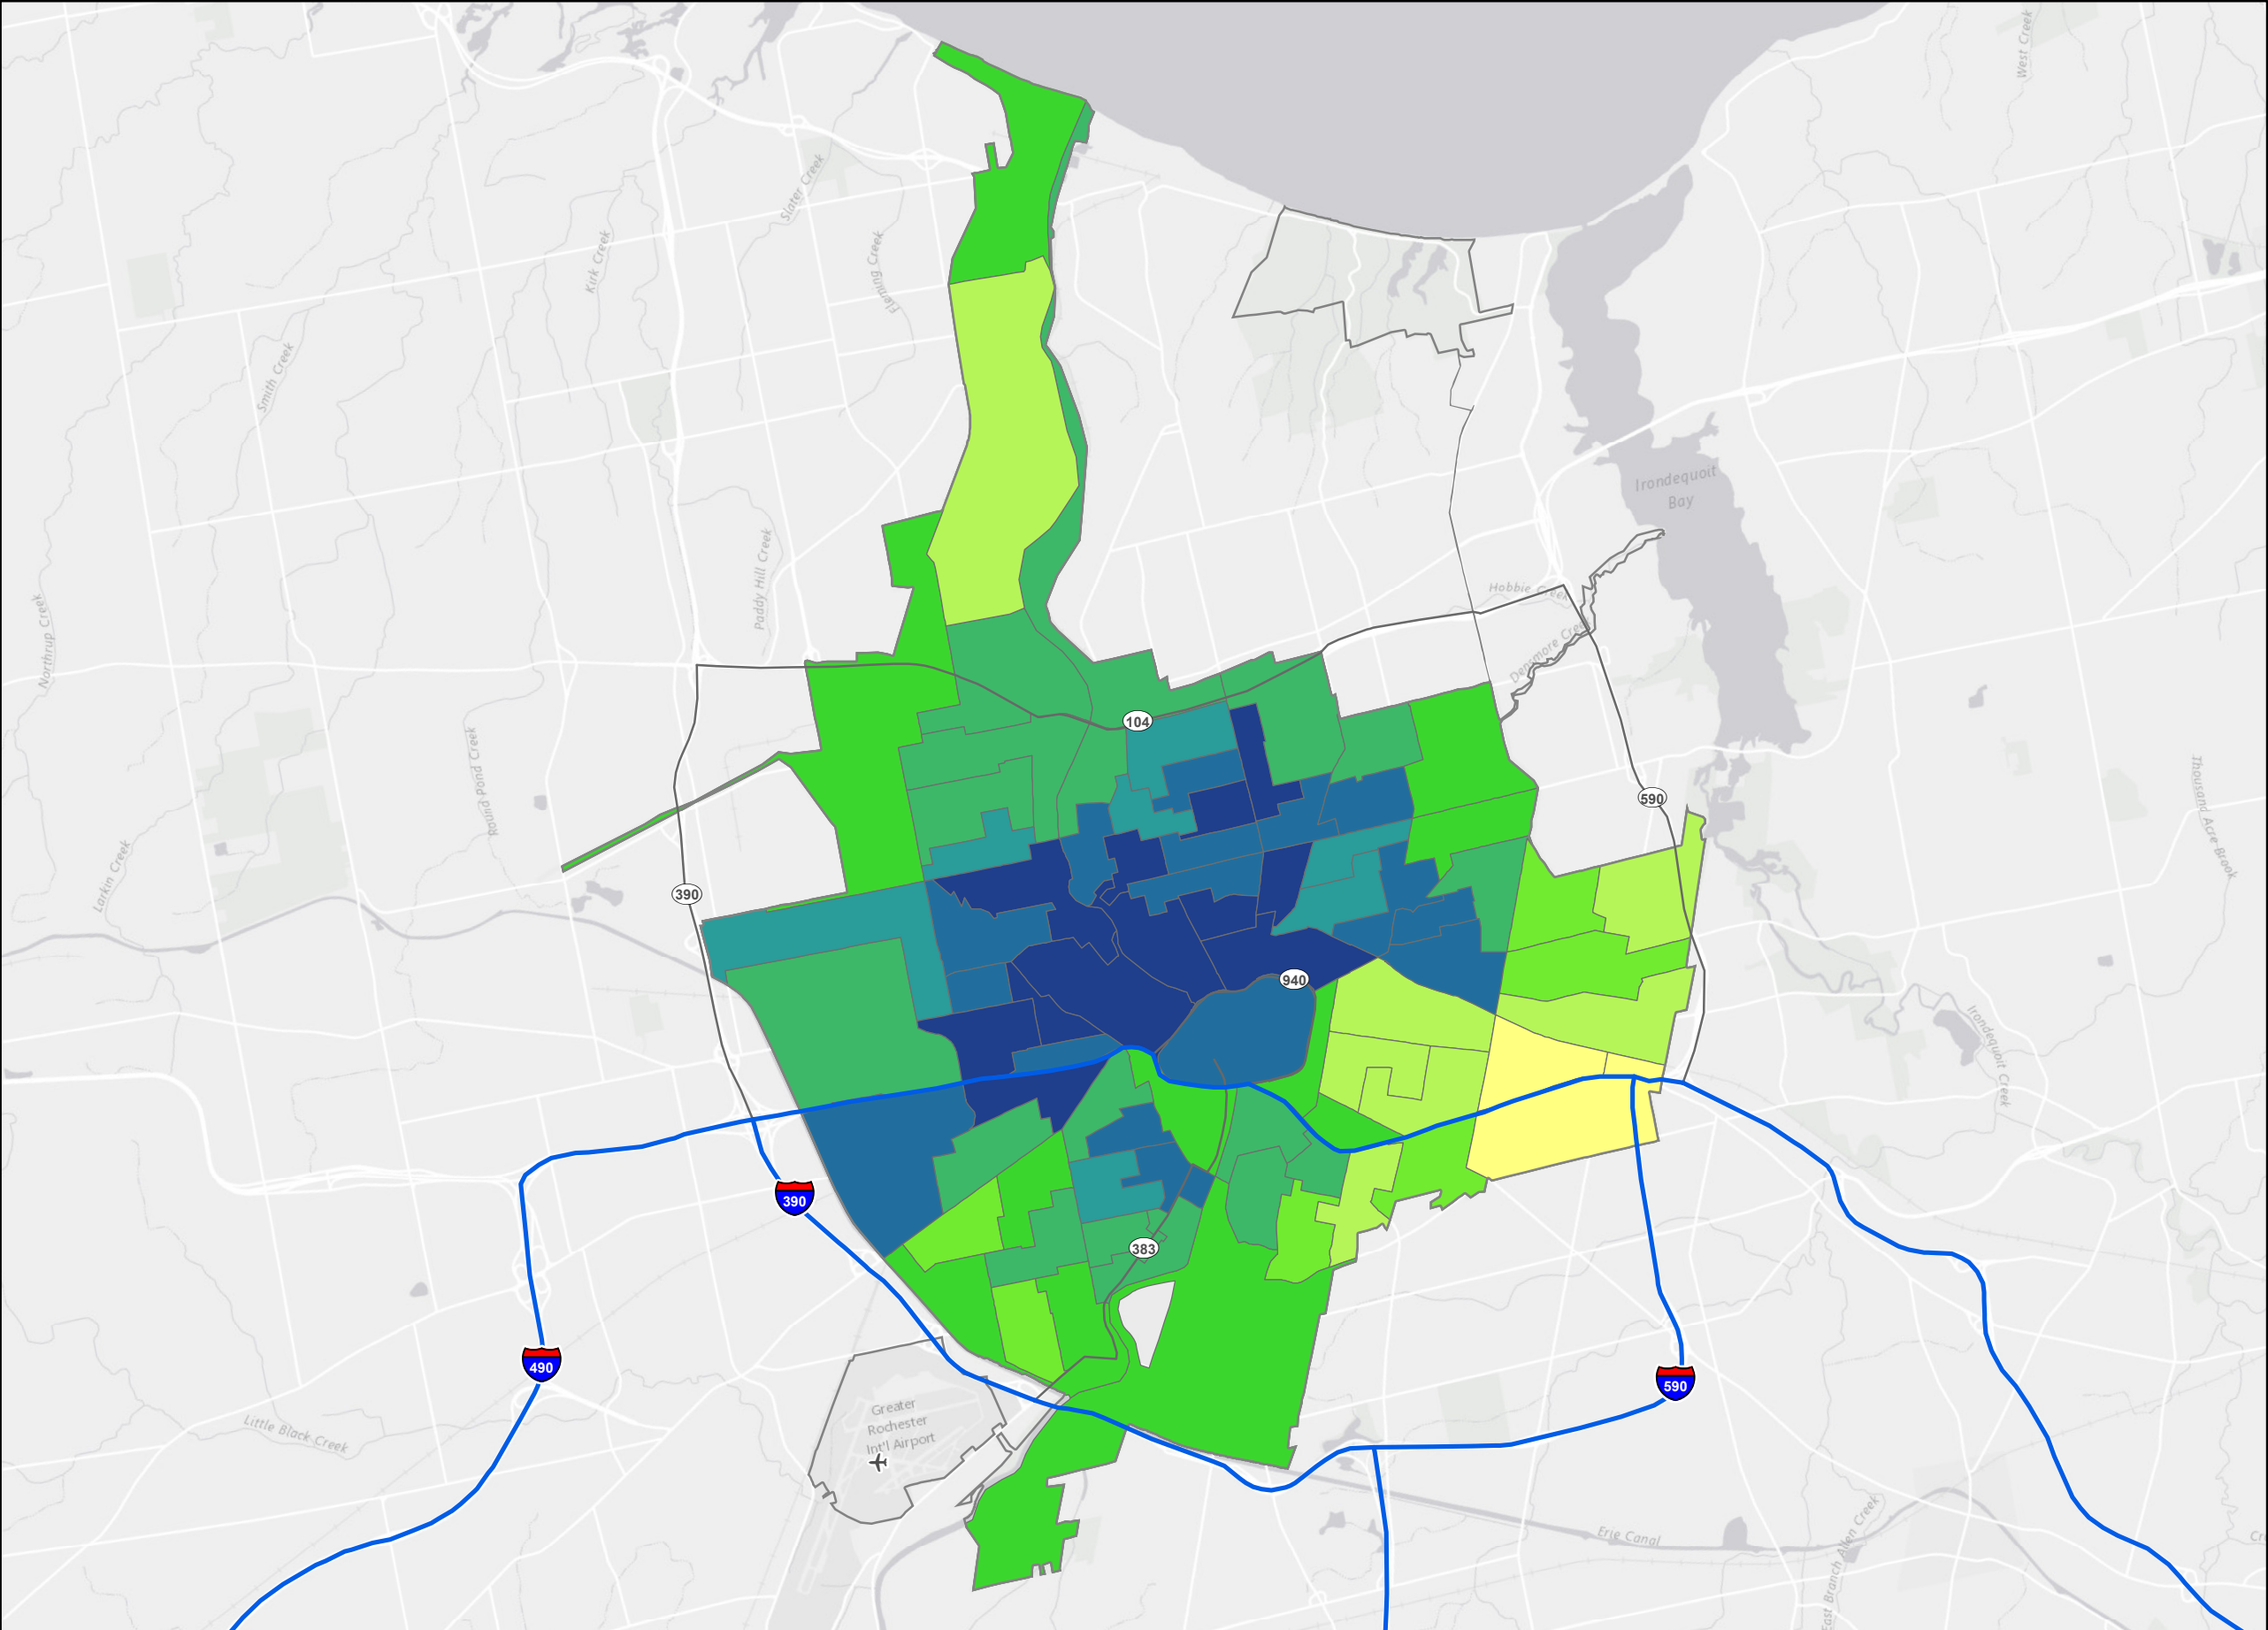 West Creek
Slater Creek
Kirk Creek
Fleming Creek
Smith Creek
Irondequoit
Bay
Paddy Hill Creek
Hobbie Creek
Northrup Creek
Densmore Creek
104
Round Pond Creek
590
Thousand Acre Brook
Larkin Creek
390
940
Irondequoit Creek
390
383
490
590
Greater
Rochester
Int'l Airport
Little Black Creek
Erie Canal
East Branch Allen Creek